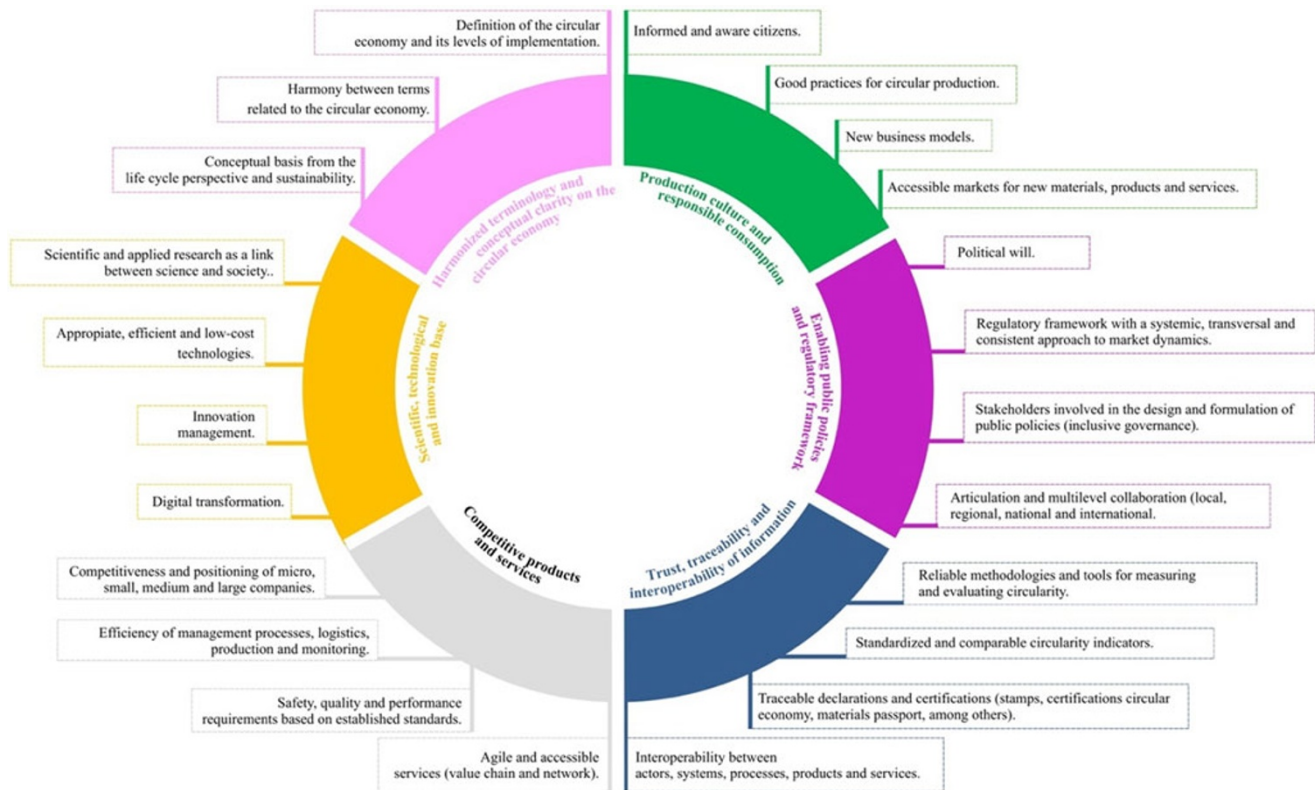 Definition of the circular
economy and its levels of implementation.
Harmony between terms
related to the circular economy.
Conceptual basis from the
life cycle perspective and sustainability.
Scientific and applied research as a link
between science and society..
Appropiate, efficient and low-cost
technologies.
Innovation
management.
Digital transformation.
Competitiveness and positioning of micro,
small, medium and large companies.
Efficiency of management processes, logistics,
production and monitoring.
Safety, quality and performance
requirements based on established standards.
Agile and accessible
services (value chain and network).
Harmonized terminology and
conceptual clarity on the
circular economy
Scientific, technological
and innovation base
Competitive products
and services
Production culture and
responsible consumption
Enabling public policies
and regulatory framework
Trust, traceability and
interoperability of information
Informed and aware citizens.
Good practices for circular production.
New business models.
Accessible markets for new materials, products and services.
Political will.
Regulatory framework with a systemic, transversal and
consistent approach to market dynamics.
Stakeholders involved in the design and formulation of
public policies (inclusive governance).
Articulation and multilevel collaboration (local,
regional, national and international.
Reliable methodologies and tools for measuring
and evaluating circularity.
Standardized and comparable circularity indicators.
Traceable declarations and certifications (stamps, certifications circular
economy, materials passport, among others).
Interoperability between
actors, systems, processes, products and services.